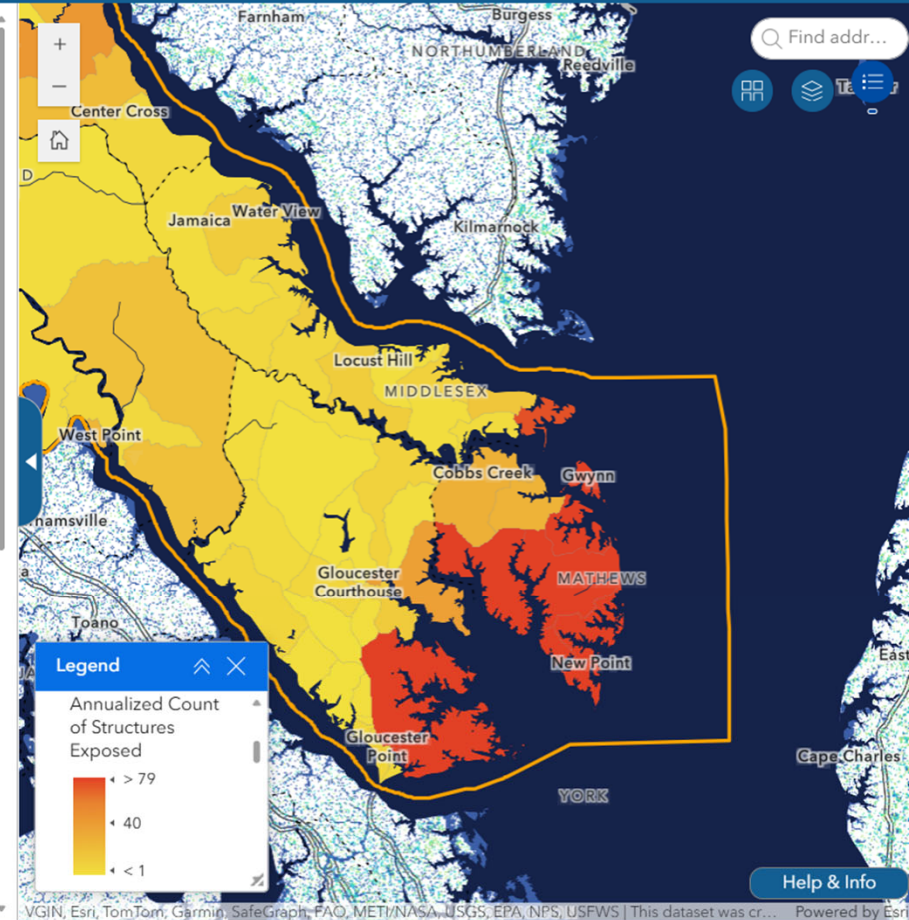 Farnham
Burgess
NORTHUMBERLAND
Reedville
Find addr...
+
−
Center Cross
D
Jamaica
Water View
Kilmarnock
Locust Hill
MIDDLESEX
West Point
Cobbs Creek
Gwynn
Gloucester
Courthouse
MATHEWS
a
Toano
New Point
East
Legend
Annualized Count
of Structures
Exposed
> 79
40
< 1
Gloucester
Point
Cape Charles
YORK
Help & Info
VGIN, Esri, TomTom, Garmin, SafeGraph, FAO, METI/NASA, USGS, EPA, NPS, USFWS | This dataset was cr...
Powered by Esri